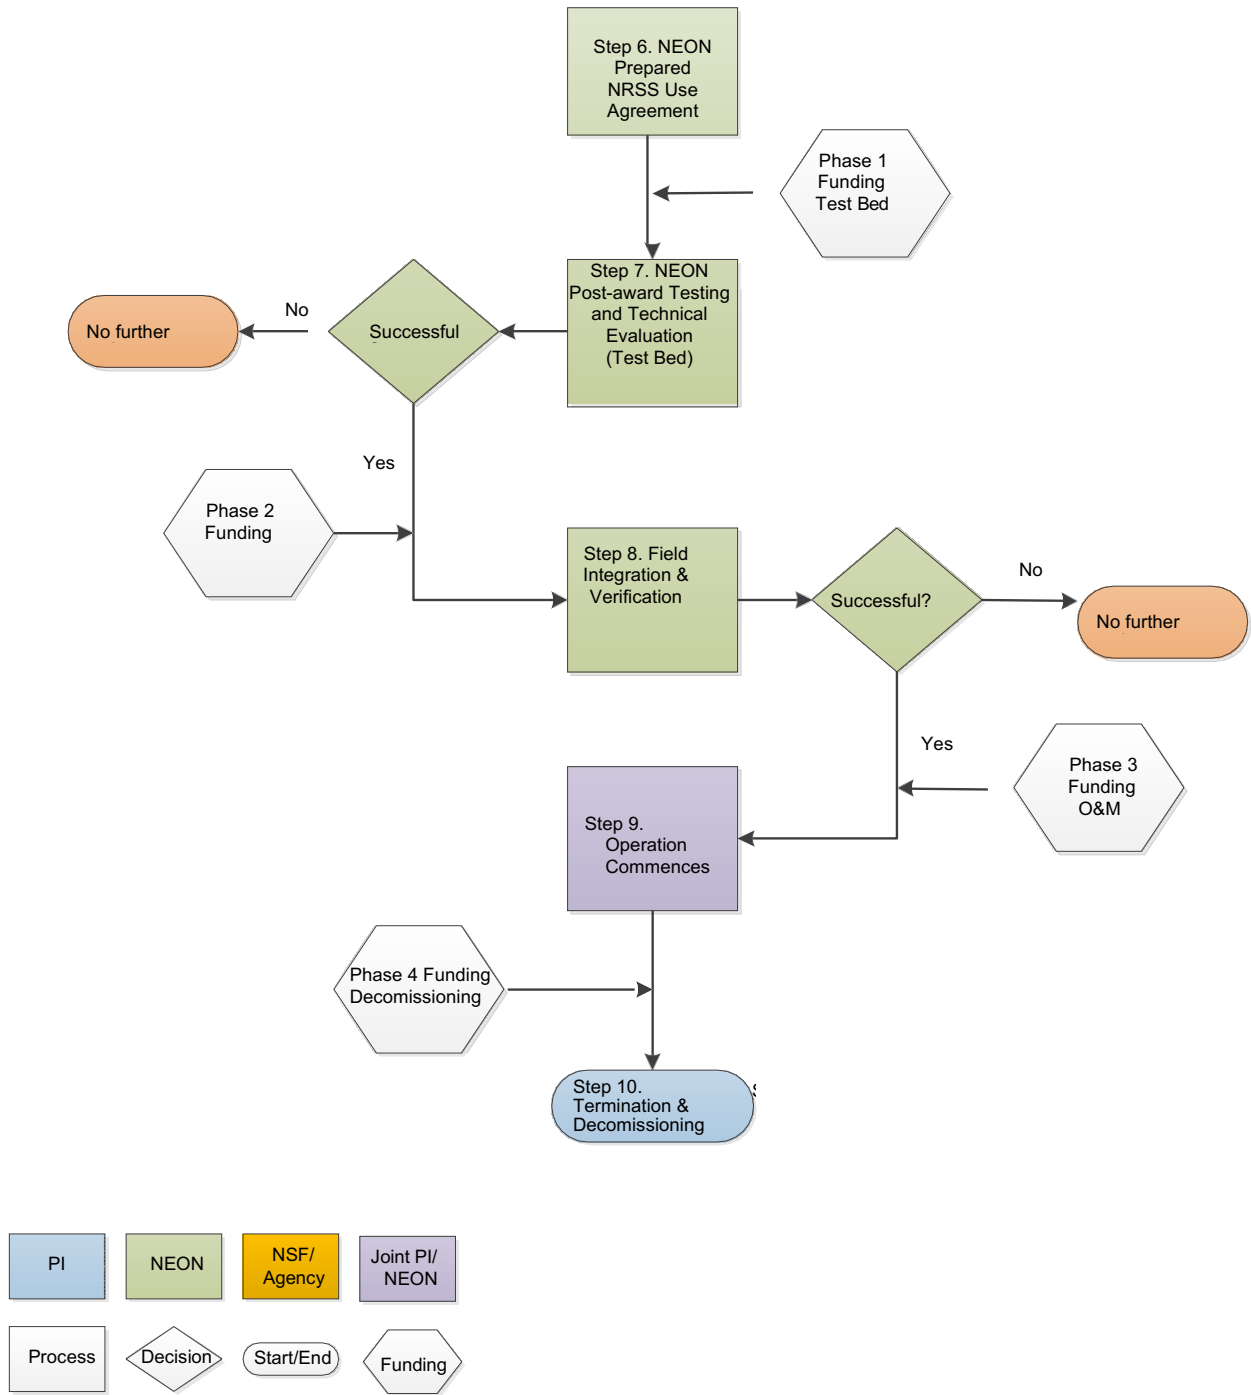 Step 6. NEON
Prepared
NRSS Use
Agreement
Phase 1
Funding
Test Bed
Step 7. NEON
Post-award Testing
and Technical
Evaluation
(Test Bed)
Successful
No
No further
Yes
Phase 2
Funding
Step 8. Field
Integration &
Verification
Successful?
No
No further
Yes
Phase 3
Funding
O&M
Step 9.
Operation
Commences
Phase 4 Funding
Decomissioning
Step 10.
Termination &
Decomissioning
PI
NEON
NSF/
Agency
Joint PI/
NEON
Process
Decision
Start/End
Funding